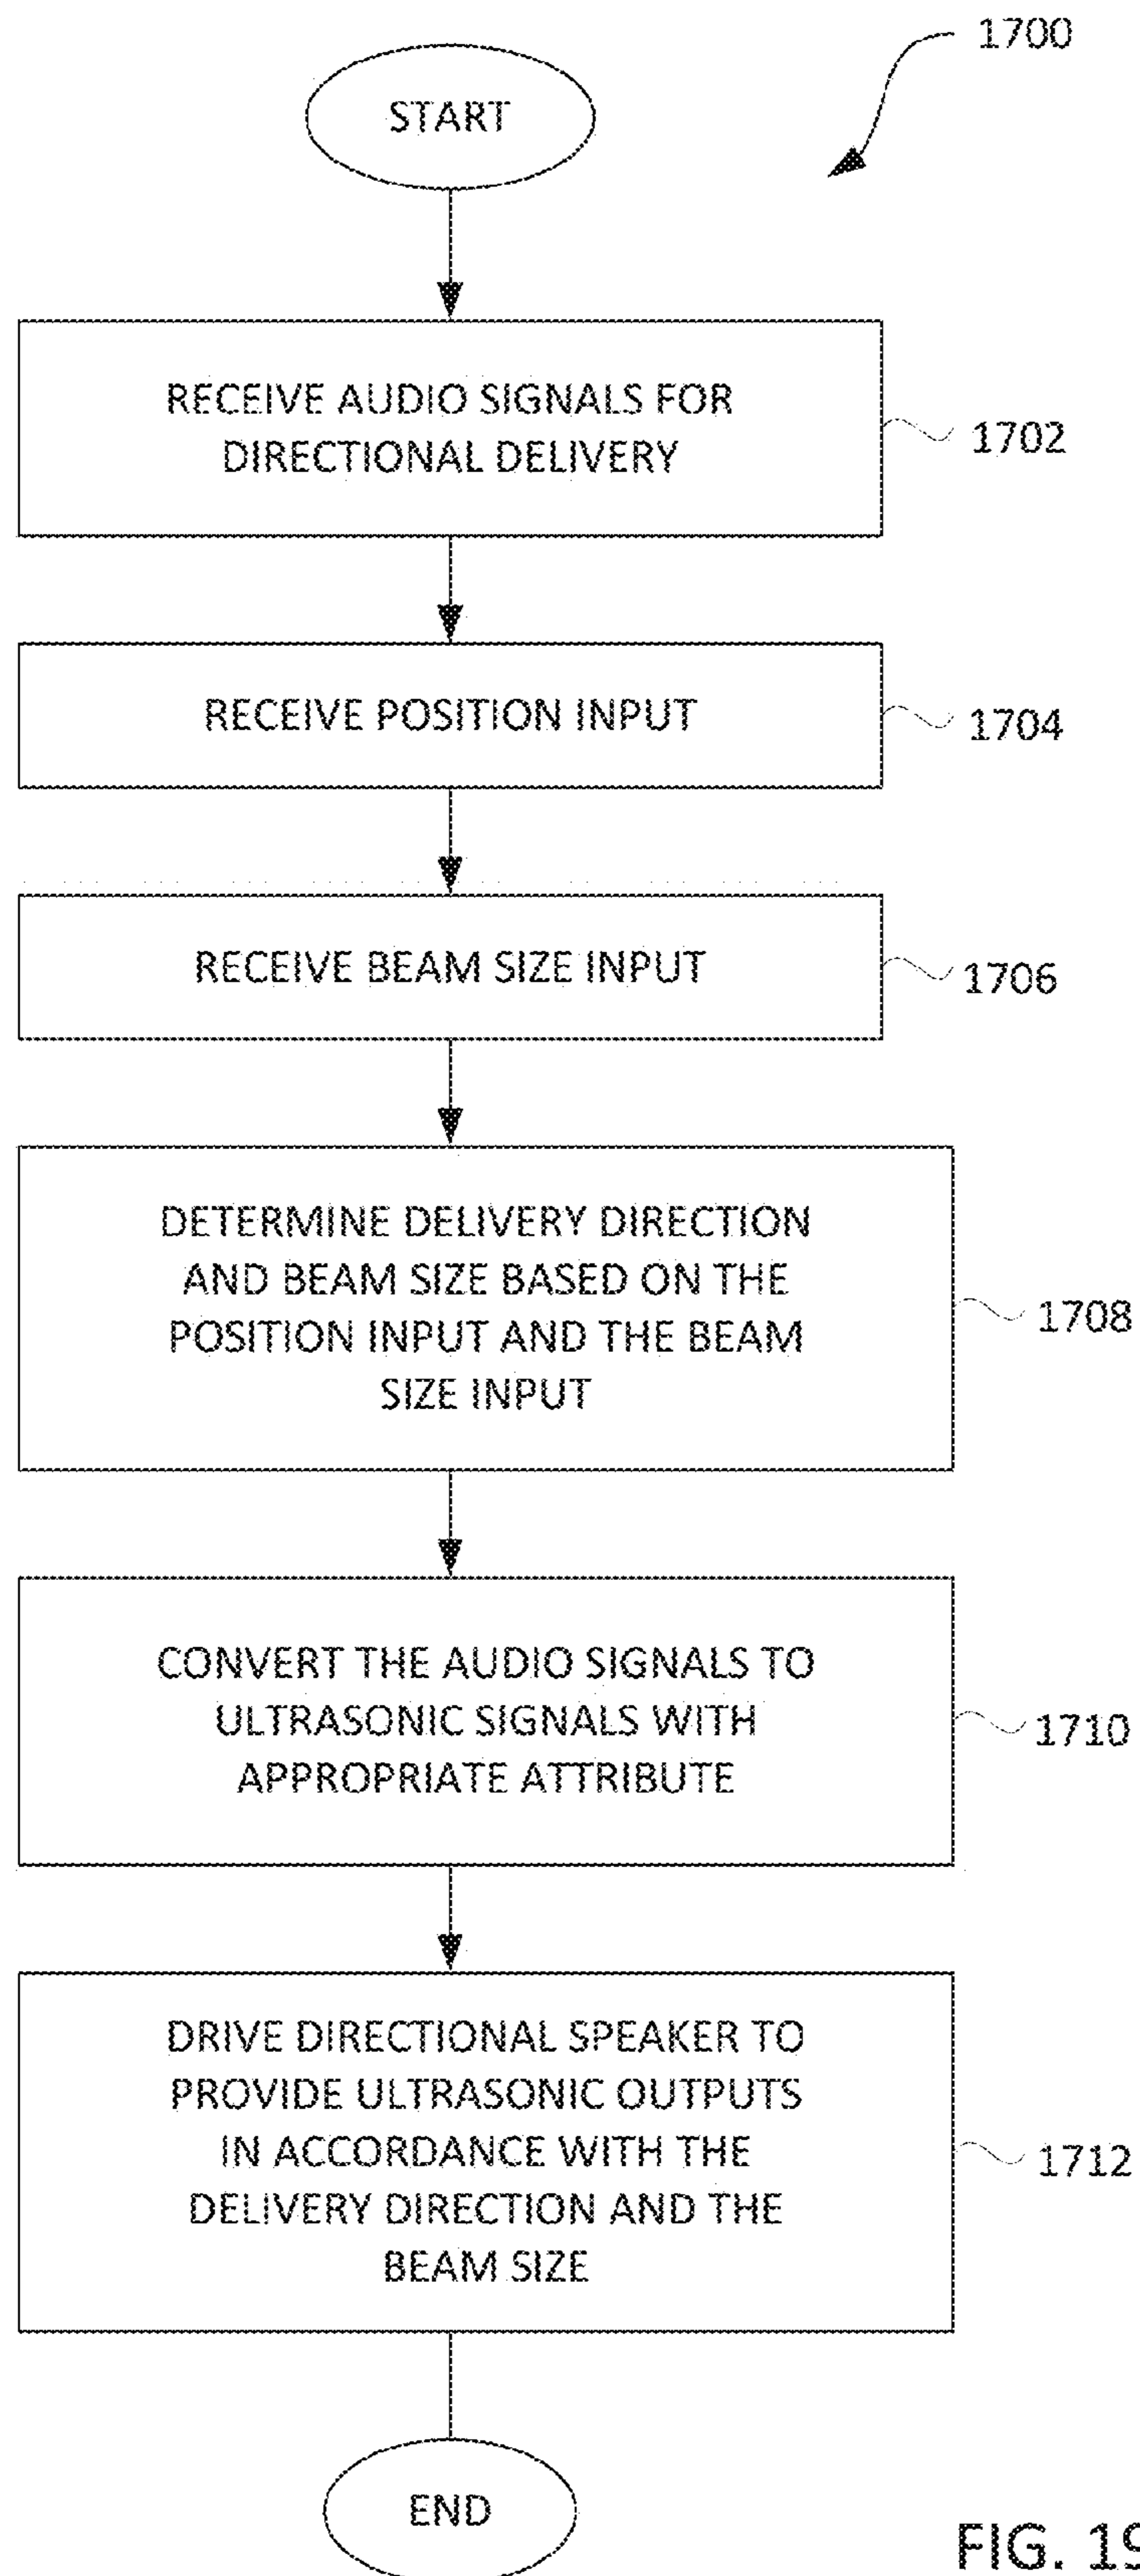 1700
START
RECEIVE AUDIO SIGNALS FOR
DIRECTIONAL DELIVERY
1702
RECEIVE POSITION INPUT
1704
RECEIVE BEAM SIZE INPUT
1706
DETERMINE DELIVERY DIRECTION
AND BEAM SIZE BASED ON THE
POSITION INPUT AND THE BEAM
SIZE INPUT
1708
CONVERT THE AUDIO SIGNALS TO
ULTRASONIC SIGNALS WITH
APPROPRIATE ATTRIBUTE
1710
DRIVE DIRECTIONAL SPEAKER TO
PROVIDE ULTRASONIC OUTPUTS
IN ACCORDANCE WITH THE
DELIVERY DIRECTION AND THE
BEAM SIZE
1712
END
FIG. 19